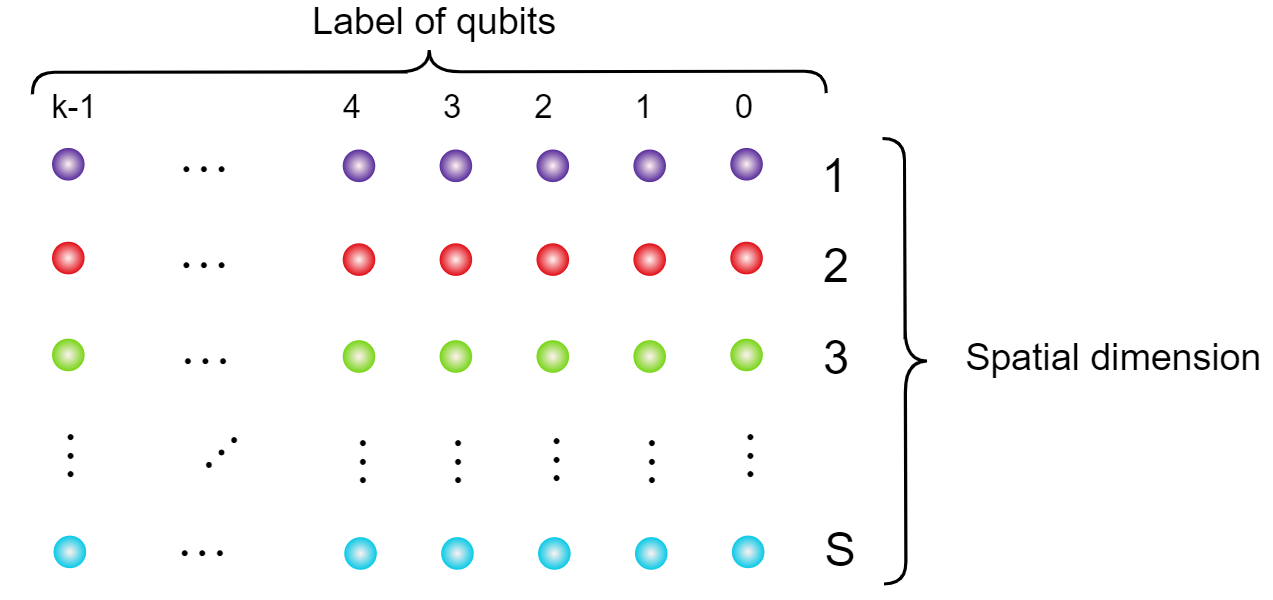 Label of qubits
k-1 4 3 2 1 0
... 1
... 2
... 3
Spatial dimension
... S